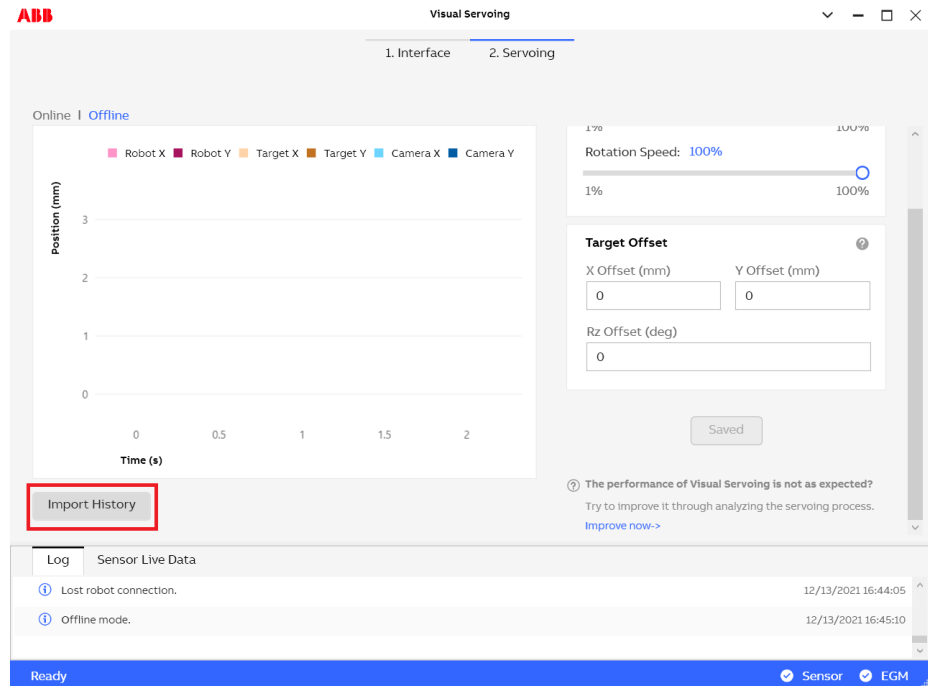 ABB Visual Servoing
1. Interface 2. Servoing
Online | Offline
Robot X Robot Y Target X Target Y Camera X Camera Y
Position (mm)
3
2
1
0
0 0.5 1 1.5 2
Time (s)
Import History
1% 100%
Rotation Speed: 100%
1% 100%
Target Offset
X Offset (mm) Y Offset (mm)
0 0
Rz Offset (deg)
0
Saved
The performance of Visual Servoing is not as expected?
Try to improve it through analyzing the servoing process.
Improve now->
Log Sensor Live Data
Lost robot connection. 12/13/2021 16:44:05
Offline mode. 12/13/2021 16:45:10
Ready Sensor EGM